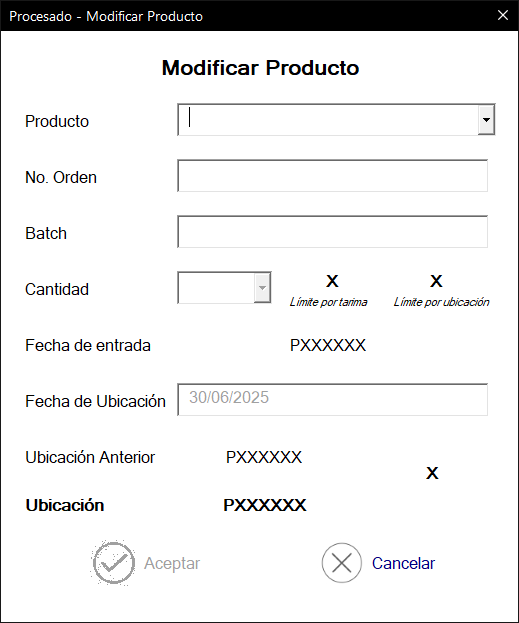 Procesado - Modificar Producto
Modificar Producto
Producto
No. Orden
Batch
Cantidad X X
Límite por tarima Límite por ubicación
Fecha de entrada PXXXXXX
Fecha de Ubicación 30/06/2025
Ubicación Anterior PXXXXXX
X
Ubicación PXXXXXX
Aceptar Cancelar